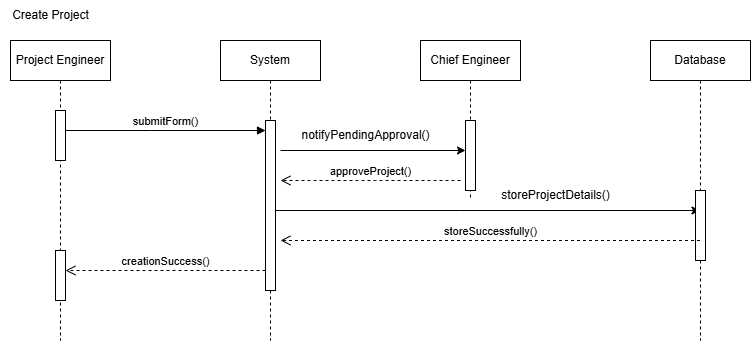 Create Project
Project Engineer
System
Chief Engineer
Database
submitForm()
notifyPendingApproval()
approveProject()
storeProjectDetails()
storeSuccessfully()
creationSuccess()